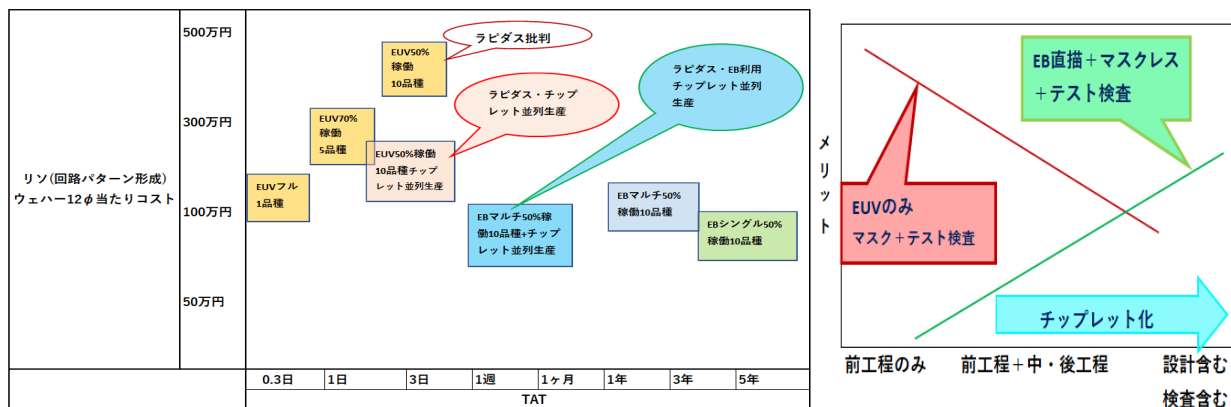 リソ(回路パターン形成)
ウェハー12φ当たりコスト
500万円
300万円
100万円
50万円
EUVフル
1品種
EUV70%
稼働
5品種
EUV50%
稼働
10品種
EUV50%稼働
10品種チップ
レット並列生産
ラピダス批判
ラピダス・チップ
レット並列生産
ラピダス・EB利用
チップレット並列
生産
EBマルチ50%稼
働10品種+チップ
レット並列生産
EBマルチ50%
稼働10品種
EBシングル50%
稼働10品種
0.3日
1日
3日
1週
1ヶ月
1年
3年
5年
TAT
メリット
EUVのみ
マスク+テスト検査
EB直描+マスクレス
+テスト検査
チップレット化
前工程のみ
前工程+中・後工程
設計含む
検査含む